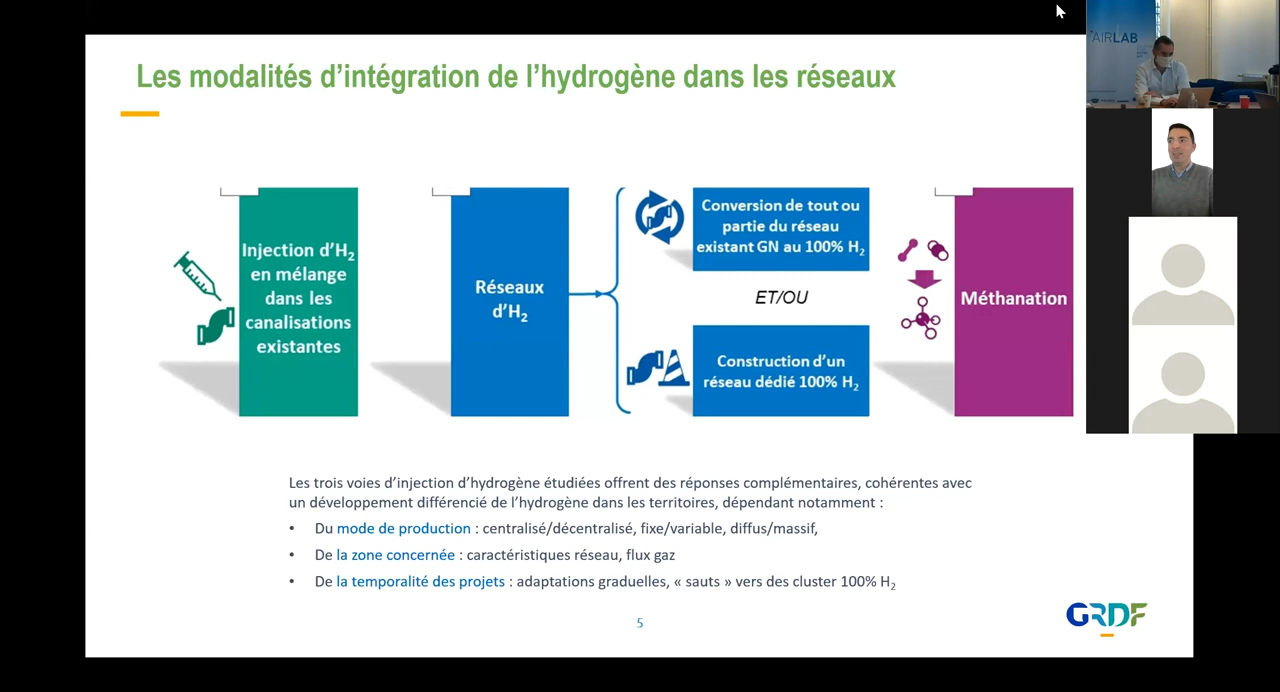 Les modalités d’intégration de l’hydrogène dans les réseaux
AIRLAB
Injection d’H₂
en mélange
dans les
canalisations
existantes
Réseaux
d’H₂
Conversion de tout ou
partie du réseau
existant GN au 100% H₂
ET/OU
Construction d’un
réseau dédié 100% H₂
Méthanation
Les trois voies d’injection d’hydrogène étudiées offrent des réponses complémentaires, cohérentes avec
un développement différencié de l’hydrogène dans les territoires, dépendant notamment :
• Du mode de production : centralisé/décentralisé, fixe/variable, diffus/massif,
• De la zone concernée : caractéristiques réseau, flux gaz
• De la temporalité des projets : adaptations graduelles, « sauts » vers des cluster 100% H₂
5
GRDF